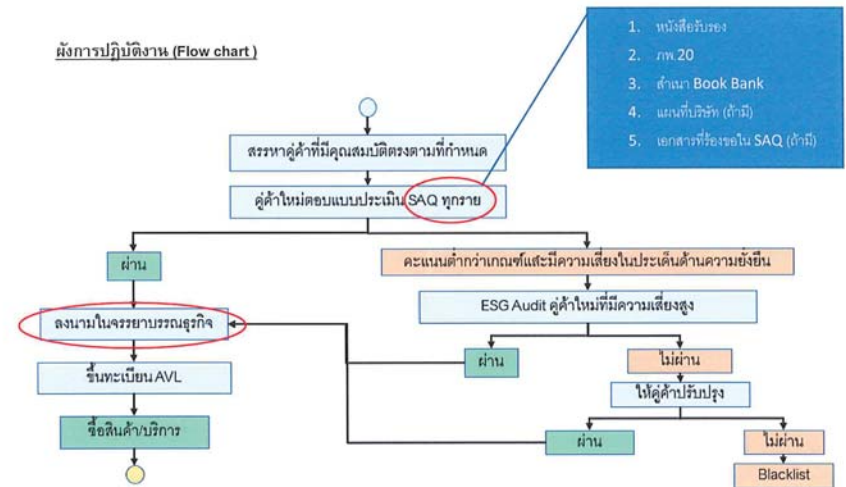 ผังการปฏิบัติงาน (Flow chart )
1. หนังสือรับรอง
2. ภพ.20
3. สำเนา Book Bank
4. แผนที่บริษัท (ถ้ามี)
5. เอกสารที่ร้องขอใน SAQ (ถ้ามี)
สรรหาคู่ค้าที่มีคุณสมบัติตรงตามที่กำหนด
คู่ค้าใหม่ตอบแบบประเมิน SAQ ทุกราย
ผ่าน
คะแนนต่ำกว่าเกณฑ์และมีความเสี่ยงในประเด็นด้านความยั่งยืน
ลงนามในจรรยาบรรณธุรกิจ
ESG Audit คู่ค้าใหม่ที่มีความเสี่ยงสูง
ผ่าน
ไม่ผ่าน
ขึ้นทะเบียน AVL
ให้คู่ค้าปรับปรุง
ซื้อสินค้า/บริการ
ผ่าน
ไม่ผ่าน
Blacklist